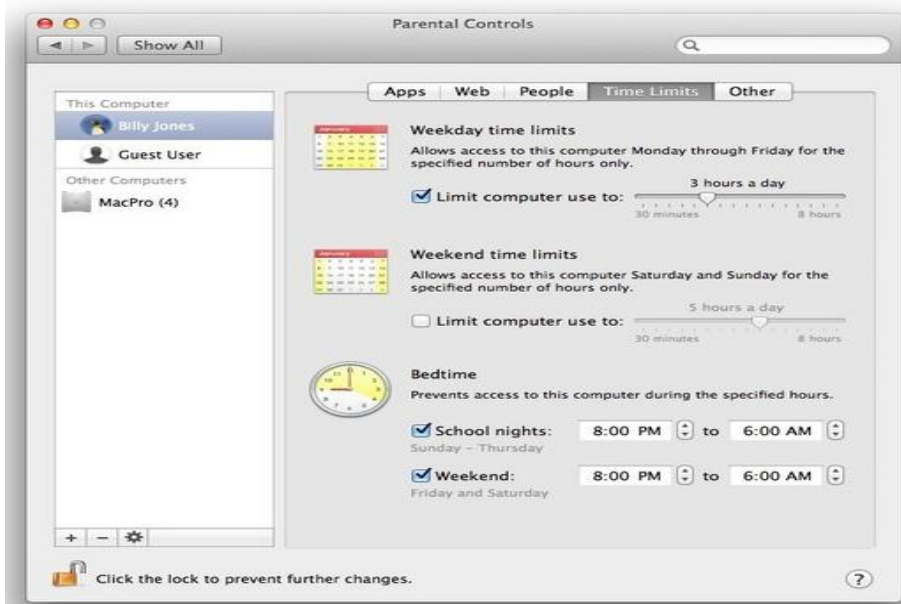 Parental Controls
Show All
Apps Web People Time Limits Other
This Computer
Billy Jones
Guest User
Other Computers
MacPro (4)
Weekday time limits
Allows access to this computer Monday through Friday for the
specified number of hours only.
3 hours a day
Limit computer use to:
30 minutes 8 hours
Weekend time limits
Allows access to this computer Saturday and Sunday for the
specified number of hours only.
5 hours a day
Limit computer use to:
30 minutes 8 hours
Bedtime
Prevents access to this computer during the specified hours.
School nights: 8:00 PM to 6:00 AM
Sunday – Thursday
Weekend: 8:00 PM to 6:00 AM
Friday and Saturday
+ −
Click the lock to prevent further changes. ?